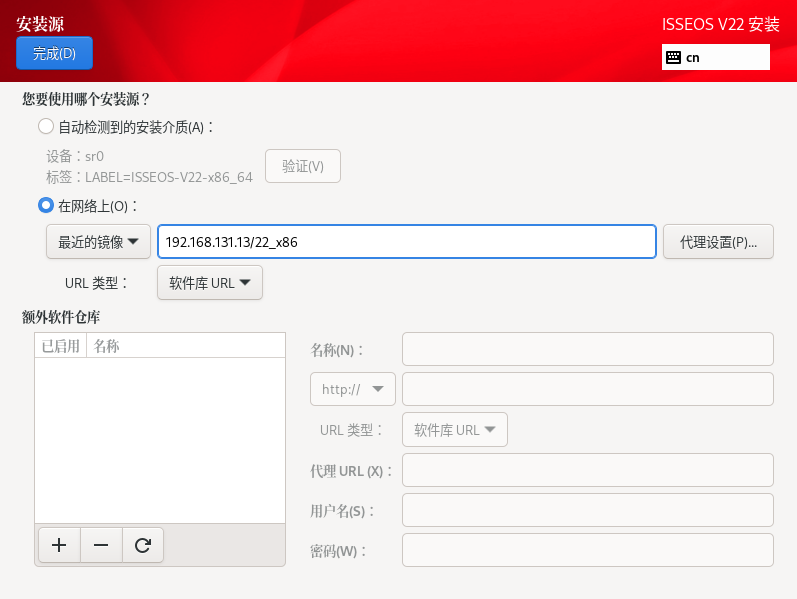 安装源
ISSEOS V22 安装
完成(D)
cn
您要使用哪个安装源？
自动检测到的安装介质(A)：
设备：sr0
标签：LABEL=ISSEOS-V22-x86_64
验证(V)
在网络上(O)：
最近的镜像
192.168.131.13/22_x86
代理设置(P)...
URL 类型：
软件库 URL
额外软件仓库
已启用
名称
名称(N)：
http://
URL 类型：
软件库 URL
代理 URL (X)：
用户名(S)：
密码(W)：